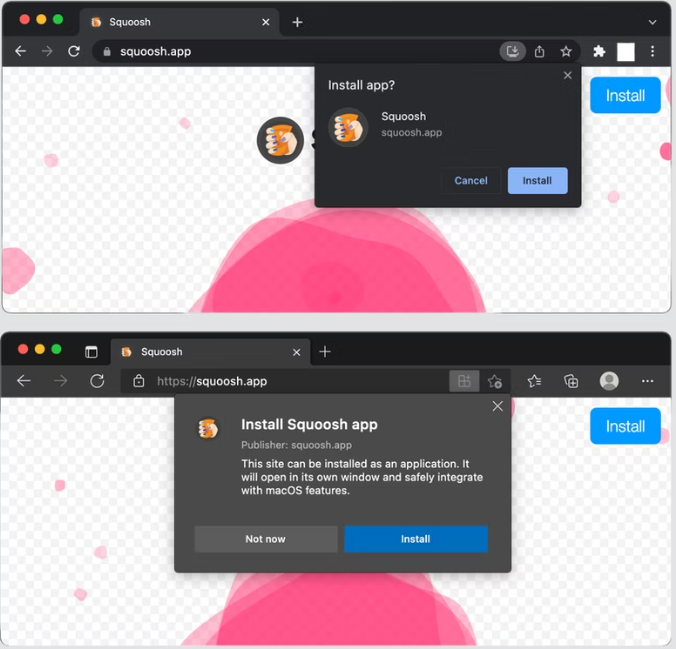 Squoosh
squoosh.app
Install app?
Install
Squoosh
squoosh.app
Cancel
Install
Squoosh
https://squoosh.app
Install
Install Squoosh app
Publisher: squoosh.app
This site can be installed as an application. It
will open in its own window and safely integrate
with macOS features.
Not now
Install